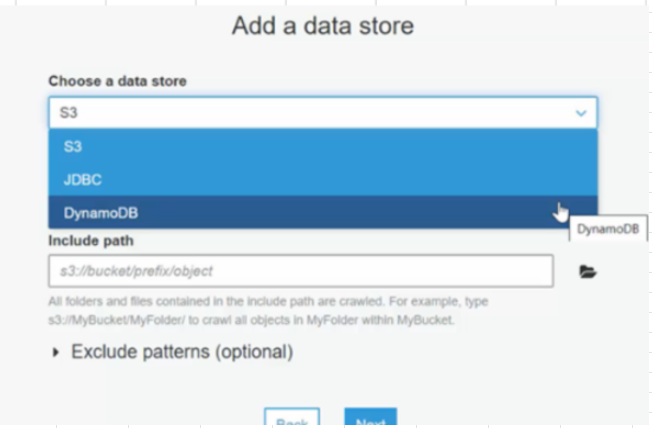 Add a data store
Choose a data store
S3
S3
JDBC
DynamoDB
DynamoDB
Include path
s3://bucket/prefix/object
All folders and files contained in the include path are crawled. For example, type
s3://MyBucket/MyFolder/ to crawl all objects in MyFolder within MyBucket.
Exclude patterns (optional)
Back
Next